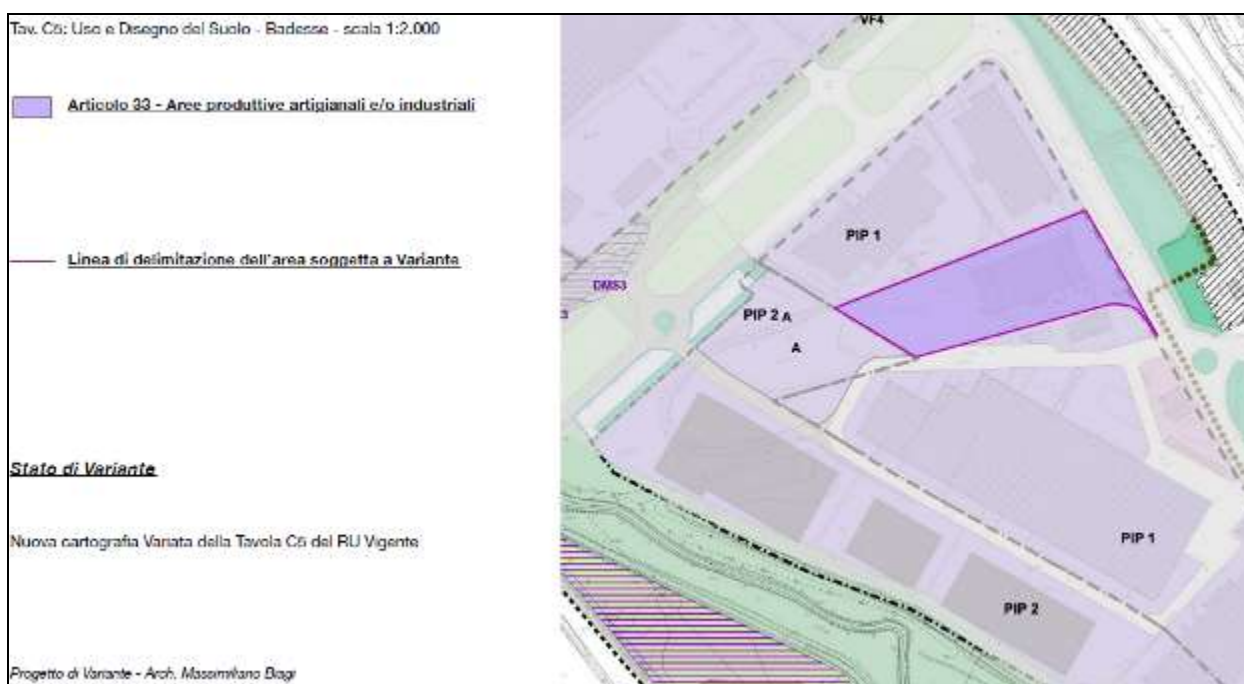 Tav. C5: Uso e Disegno del Suolo - Badesse - scala 1:2.000
Articolo 33 - Aree produttive artigianali e/o industriali
Linea di delimitazione dell'area soggetta a Variante
Stato di Variante
Nuova cartografia Variata della Tavola C5 del RU Vigente
Progetto di Variante - Arch. Massimiliano Biagi
VF4
PIP 1
DMS3
3
PIP 2 A
A
PIP 1
PIP 2